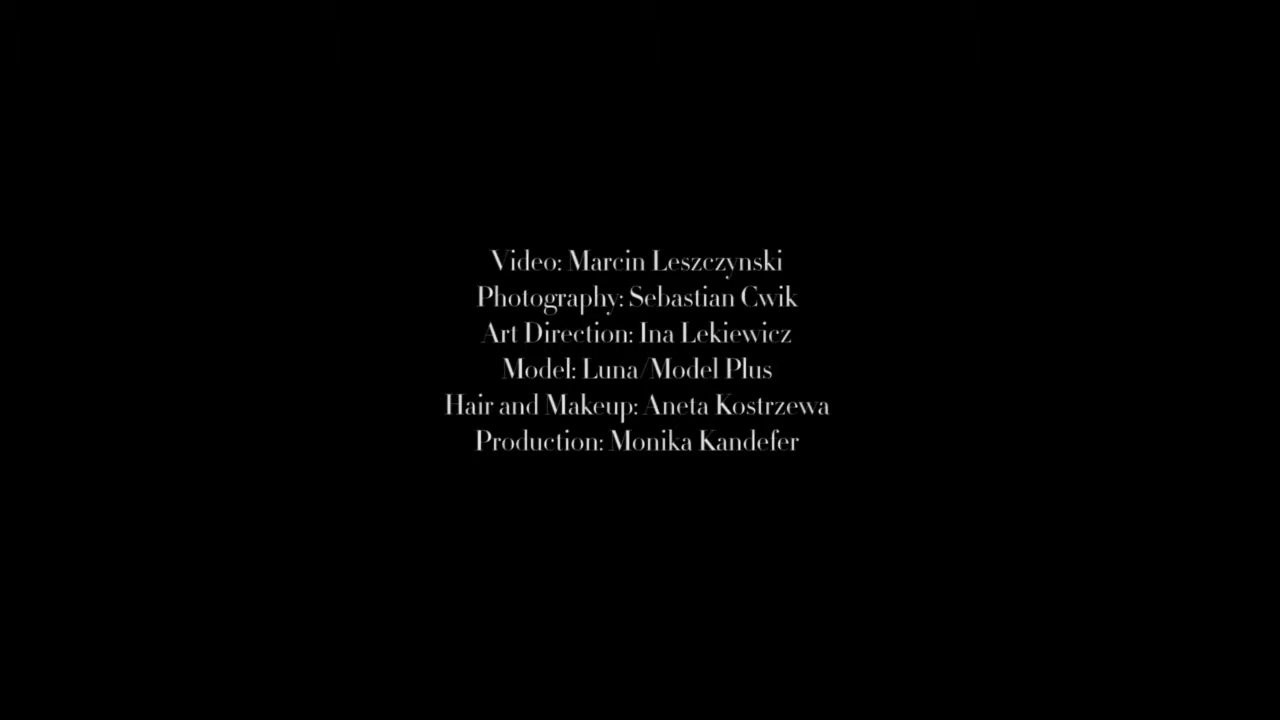 Video: Marcin Leszczynski
Photography: Sebastian Cwik
Art Direction: Ina Lekiewicz
Model: Luna/Model Plus
Hair and Makeup: Aneta Kostrzewa
Production: Monika Kandefer